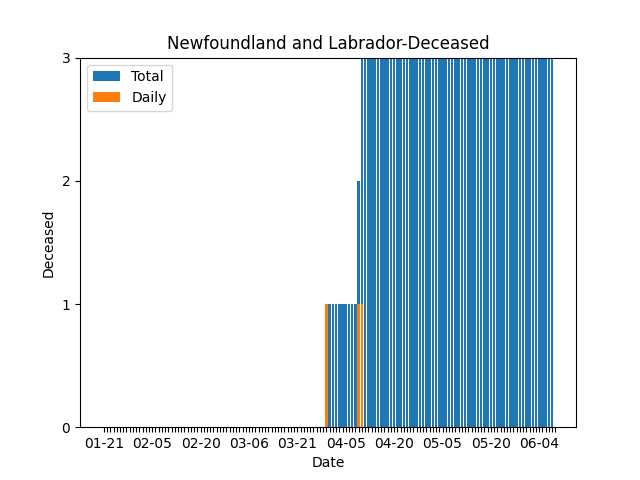 Newfoundland and Labrador-Deceased
Total
Daily
Deceased
3
2
1
0
01-21 02-05 02-20 03-06 03-21 04-05 04-20 05-05 05-20 06-04
Date